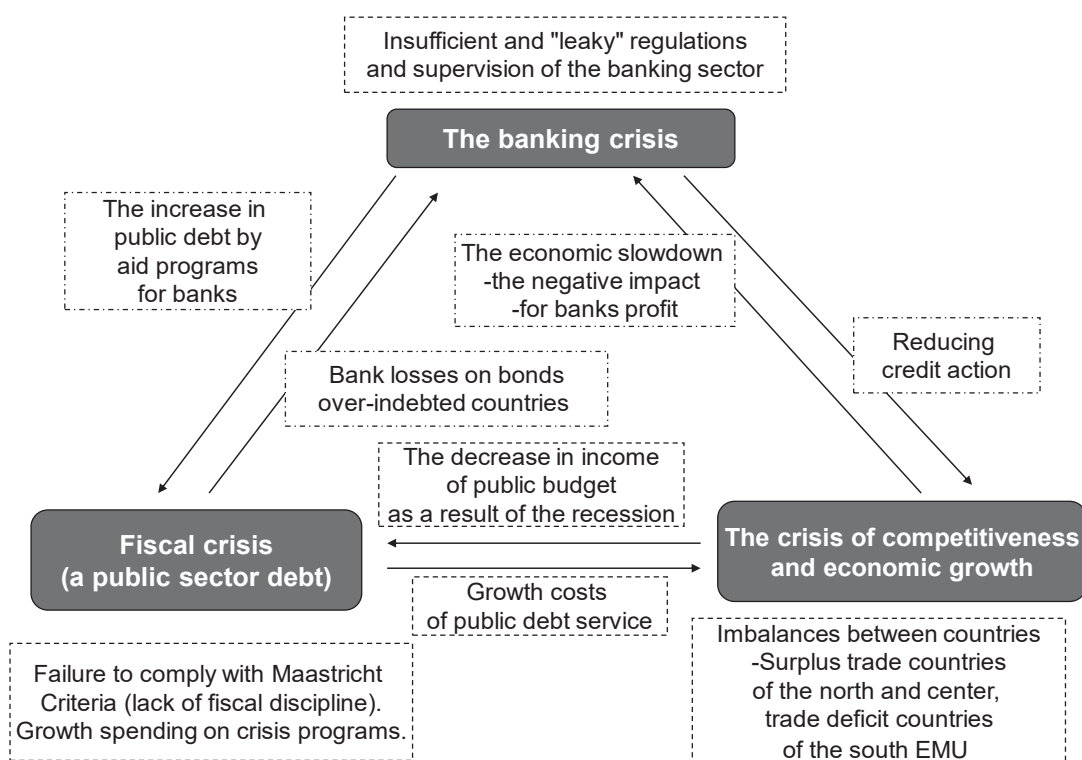 Insufficient and "leaky" regulations
and supervision of the banking sector
The banking crisis
The increase in
public debt by
aid programs
for banks
The economic slowdown
-the negative impact
-for banks profit
Reducing
credit action
Bank losses on bonds
over-indebted countries
The decrease in income
of public budget
as a result of the recession
Fiscal crisis
(a public sector debt)
The crisis of competitiveness
and economic growth
Growth costs
of public debt service
Failure to comply with Maastricht
Criteria (lack of fiscal discipline).
Growth spending on crisis programs.
Imbalances between countries
-Surplus trade countries
of the north and center,
trade deficit countries
of the south EMU